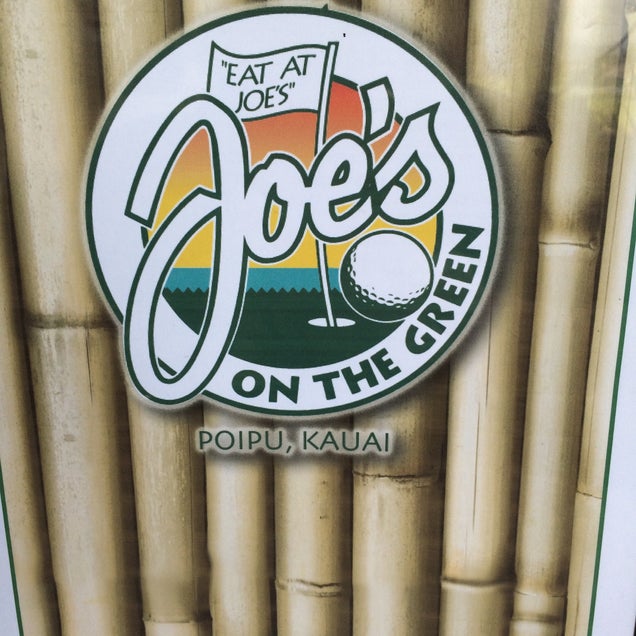 "EAT AT
JOE'S"
Joe's
ON THE GREEN
POIPU, KAUAI